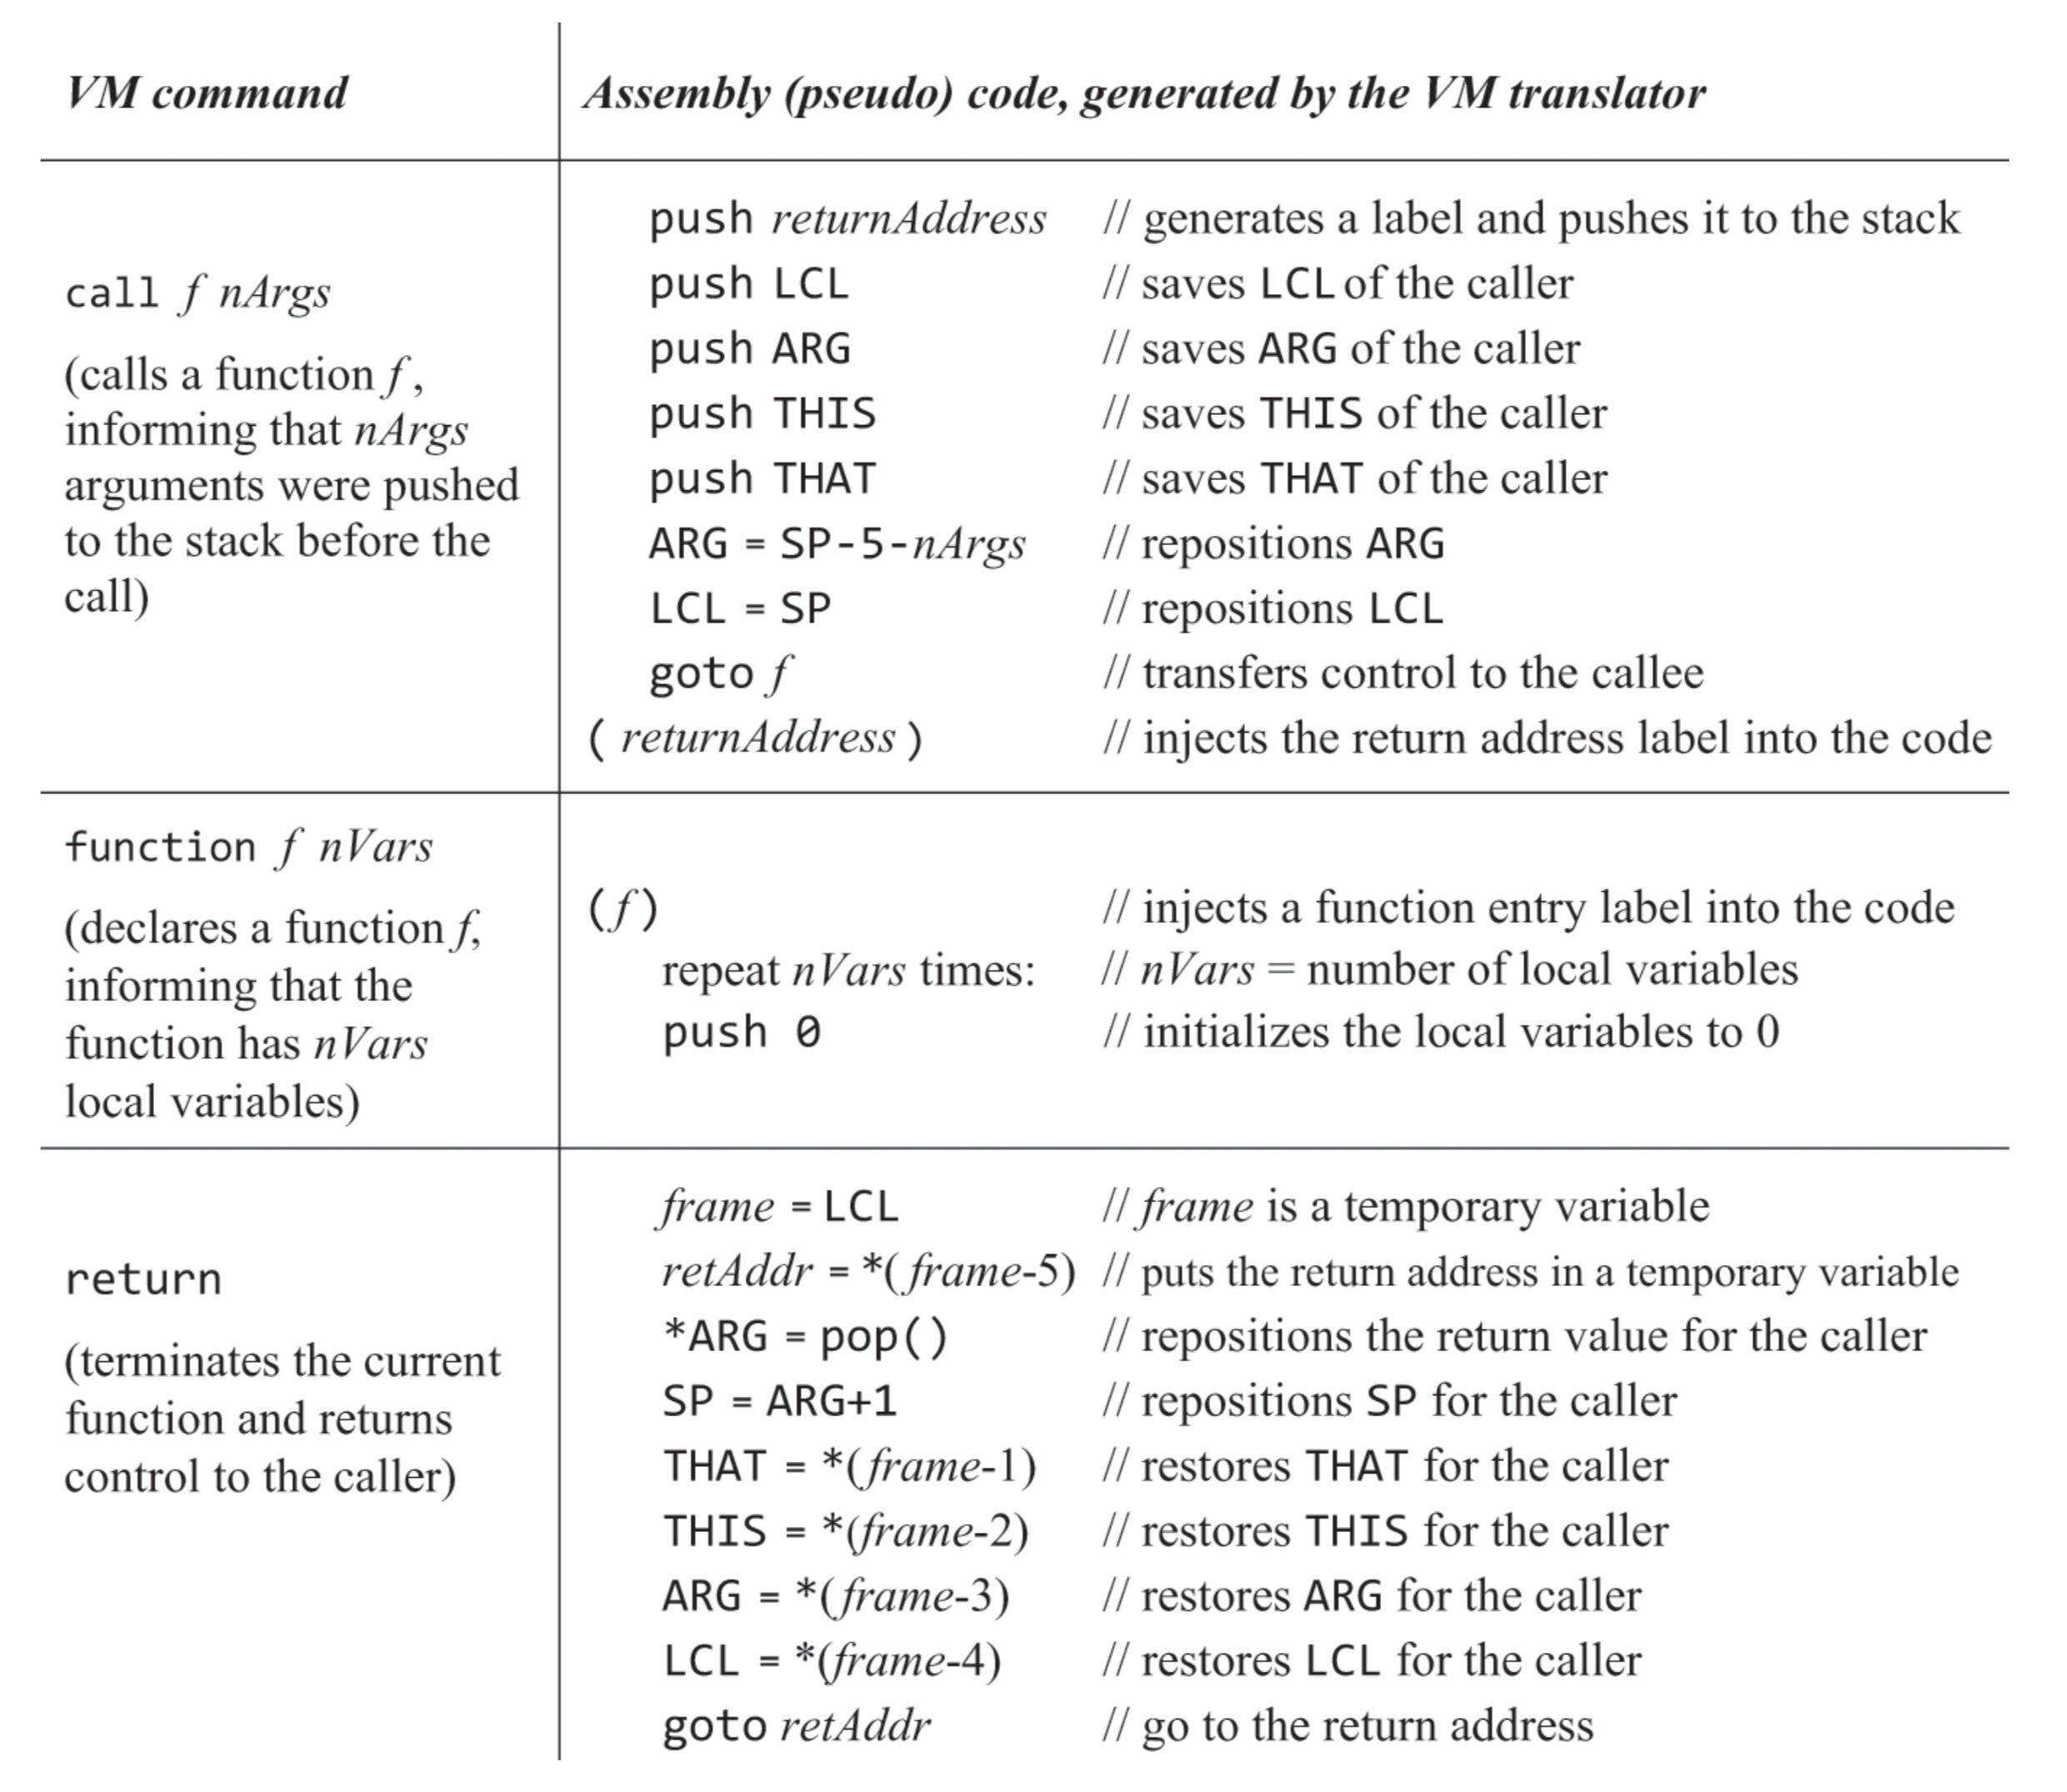 VM command
Assembly (pseudo) code, generated by the VM translator
call f nArgs
(calls a function f,
informing that nArgs
arguments were pushed
to the stack before the
call)
push returnAddress // generates a label and pushes it to the stack
push LCL // saves LCL of the caller
push ARG // saves ARG of the caller
push THIS // saves THIS of the caller
push THAT // saves THAT of the caller
ARG = SP-5-nArgs // repositions ARG
LCL = SP // repositions LCL
goto f // transfers control to the callee
(returnAddress) // injects the return address label into the code
function f nVars
(declares a function f,
informing that the
function has nVars
local variables)
(f) // injects a function entry label into the code
repeat nVars times: // nVars = number of local variables
push 0 // initializes the local variables to 0
return
(terminates the current
function and returns
control to the caller)
frame = LCL // frame is a temporary variable
retAddr = *(frame-5) // puts the return address in a temporary variable
*ARG = pop() // repositions the return value for the caller
SP = ARG+1 // repositions SP for the caller
THAT = *(frame-1) // restores THAT for the caller
THIS = *(frame-2) // restores THIS for the caller
ARG = *(frame-3) // restores ARG for the caller
LCL = *(frame-4) // restores LCL for the caller
goto retAddr // go to the return address